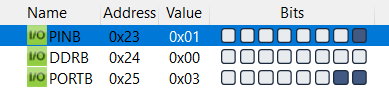 Name Address Value Bits
I/O PINB 0x23 0x01
I/O DDRB 0x24 0x00
I/O PORTB 0x25 0x03